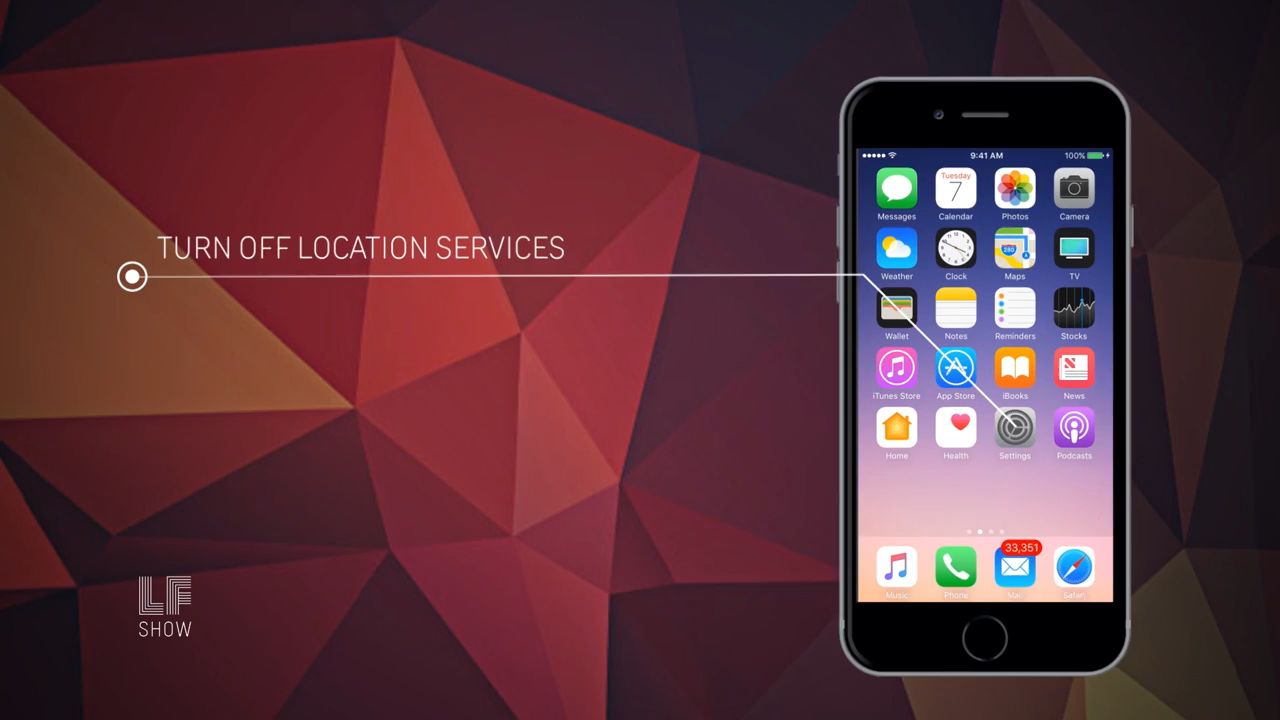 TURN OFF LOCATION SERVICES
9:41 AM 100%
Tuesday
7
Messages Calendar Photos Camera
280
Weather Clock Maps TV
Wallet Notes Reminders Stocks
iTunes Store App Store iBooks News
Home Health Settings Podcasts
33,351
Music Phone Mail Safari
LF
SHOW